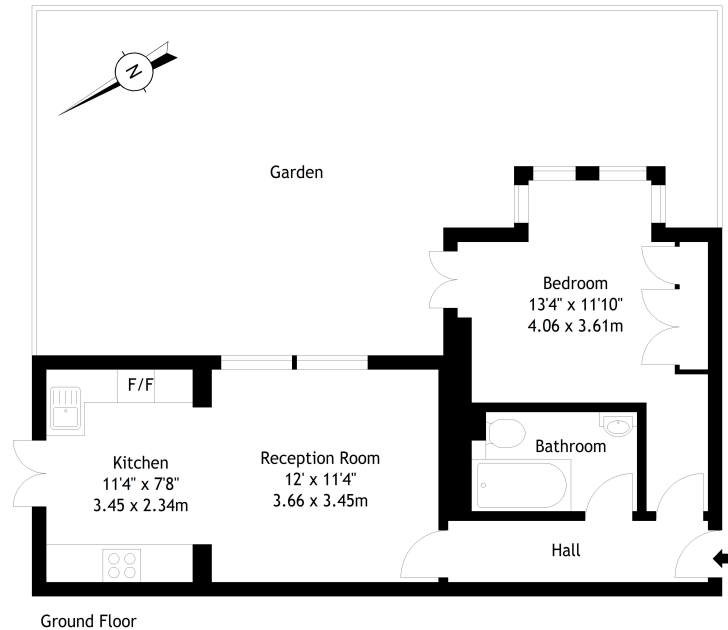 N
Garden
Bedroom
13'4" x 11'10"
4.06 x 3.61m
F/F
Kitchen
11'4" x 7'8"
3.45 x 2.34m
Reception Room
12' x 11'4"
3.66 x 3.45m
Bathroom
Hall
Ground Floor